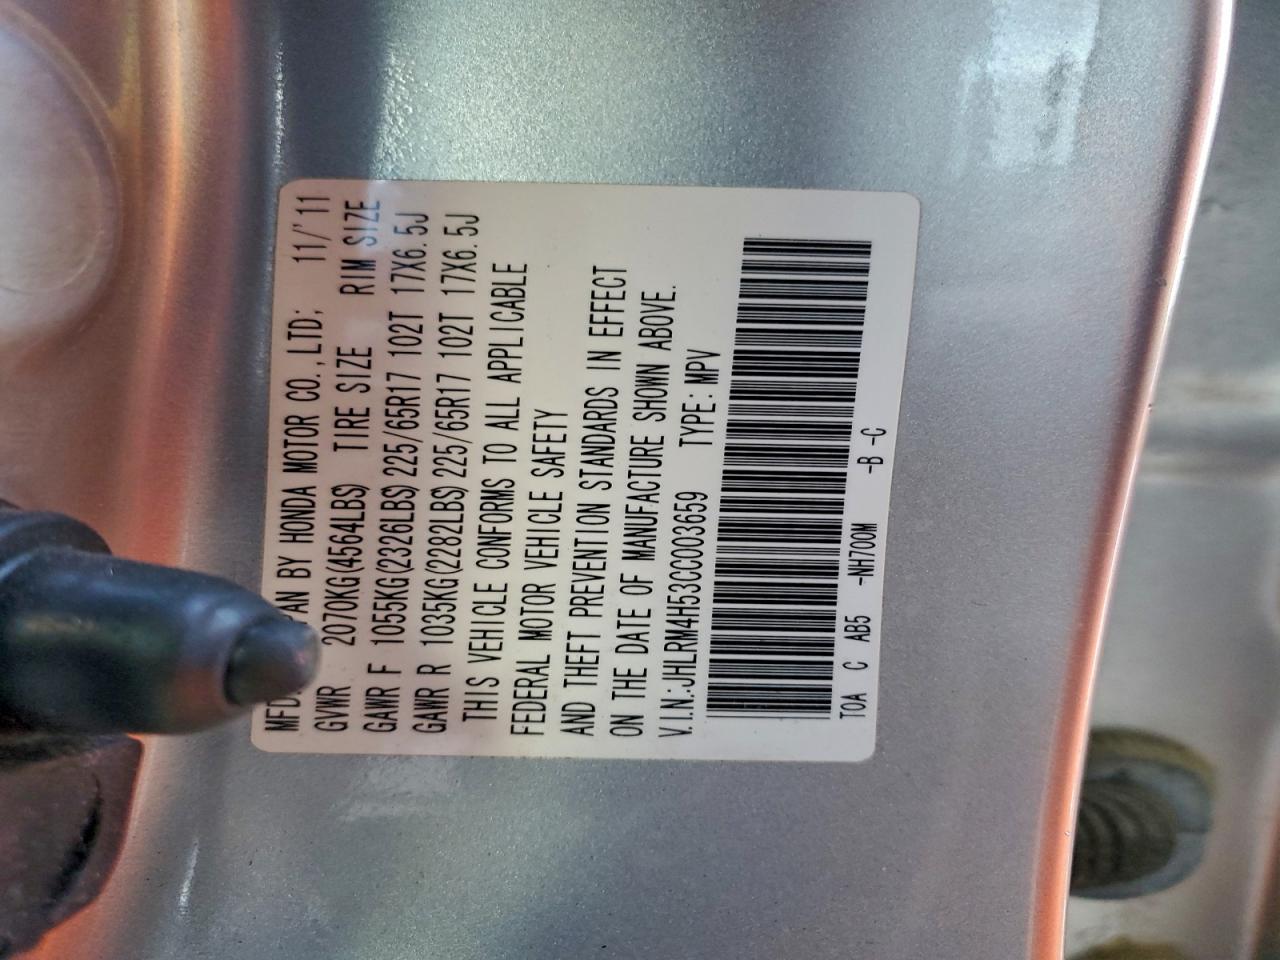 MFD. BY HONDA MOTOR CO.,LTD; 11/'11
GVWR 2070KG(4564LBS) TIRE SIZE RIM SIZE
GAWR F 1055KG(2326LBS) 225/65R17 102T 17X6.5J
GAWR R 1035KG(2282LBS) 225/65R17 102T 17X6.5J
THIS VEHICLE CONFORMS TO ALL APPLICABLE
FEDERAL MOTOR VEHICLE SAFETY
AND THEFT PREVENTION STANDARDS IN EFFECT
ON THE DATE OF MANUFACTURE SHOWN ABOVE.
V.I.N.:JHLRM4H53CC003659 TYPE: MPV
TOA C AB5 -NH700M -B -C